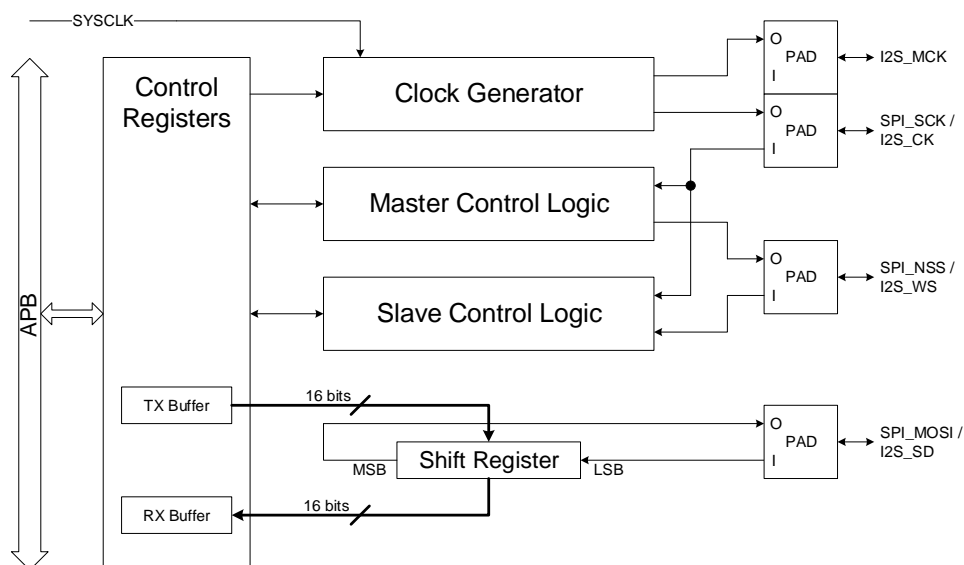 SYSCLK
APB
Control
Registers
Clock Generator
O
I
PAD
I2S_MCK
O
I
PAD
SPI_SCK /
I2S_CK
Master Control Logic
O
I
PAD
SPI_NSS /
I2S_WS
Slave Control Logic
TX Buffer
16 bits
MSB
Shift Register
LSB
O
I
PAD
SPI_MOSI /
I2S_SD
RX Buffer
16 bits